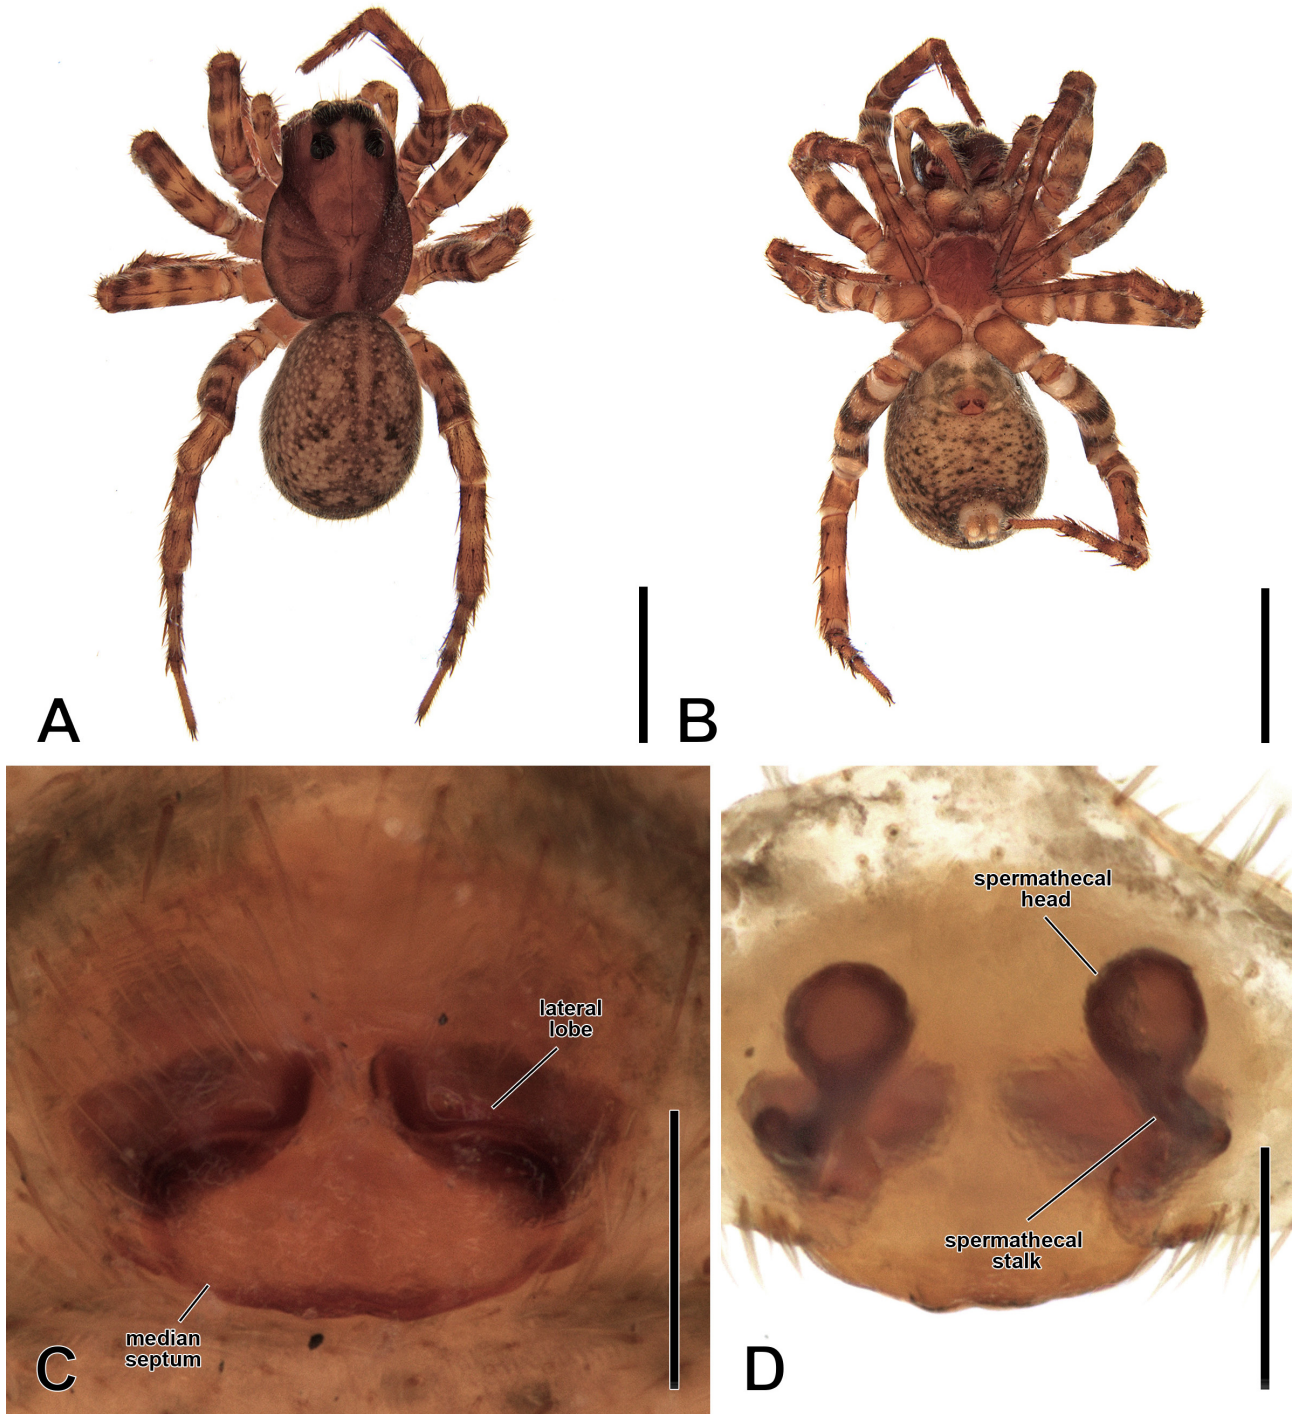 A
B
spermathecal
head
lateral
lobe
spermathecal
stalk
median
septum
C
D